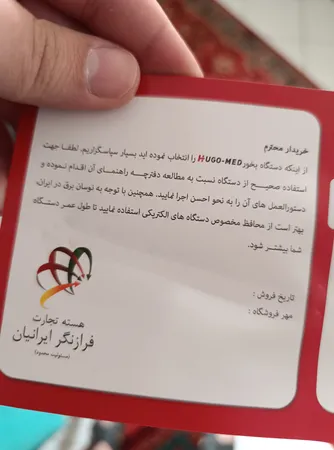 خریدار محترم
از اینکه دستگاه بخور HUGO-MED را انتخاب نموده اید بسیار سپاسگزاریم. لطفا جهت
استفاده صحیح از دستگاه نسبت به مطالعه دفترچه راهنمای آن اقدام نموده و
دستورالعمل های آن را به نحو احسن اجرا نمایید. همچنین با توجه به نوسان برق در ایران،
بهتر است از محافظ مخصوص دستگاه های الکتریکی استفاده نمایید تا طول عمر دستگاه
شما بیشتر شود.
تاریخ فروش :
مهر فروشگاه :
هسته تجارت
فرازنگر ایرانیان
(مسئولیت محدود)